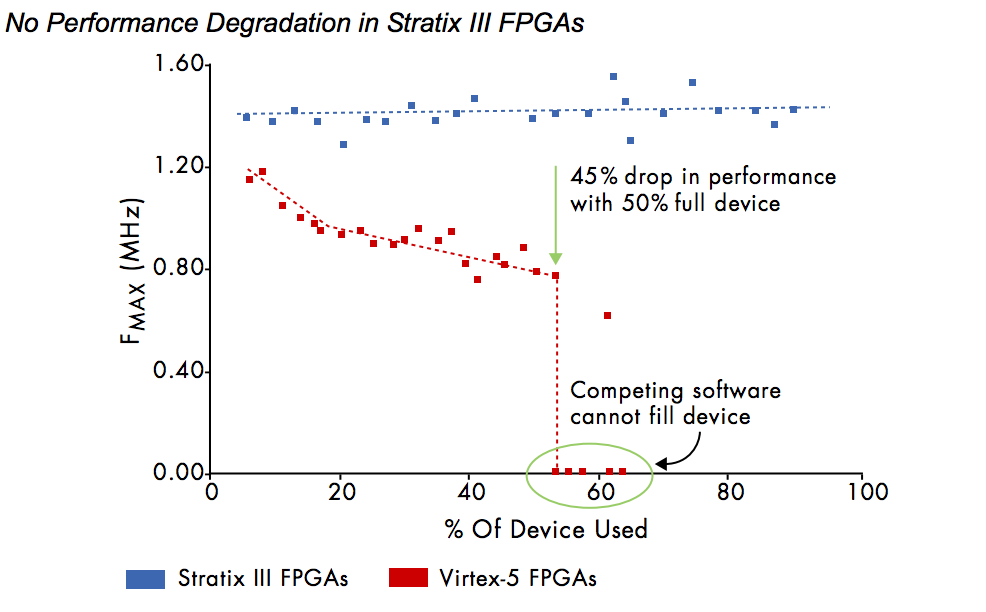 No Performance Degradation in Stratix III FPGAs
1.60
1.20
0.80
0.40
0.00
FMAX (MHz)
45% drop in performance
with 50% full device
Competing software
cannot fill device
0 20 40 60 80 100
% Of Device Used
Stratix III FPGAs Virtex-5 FPGAs